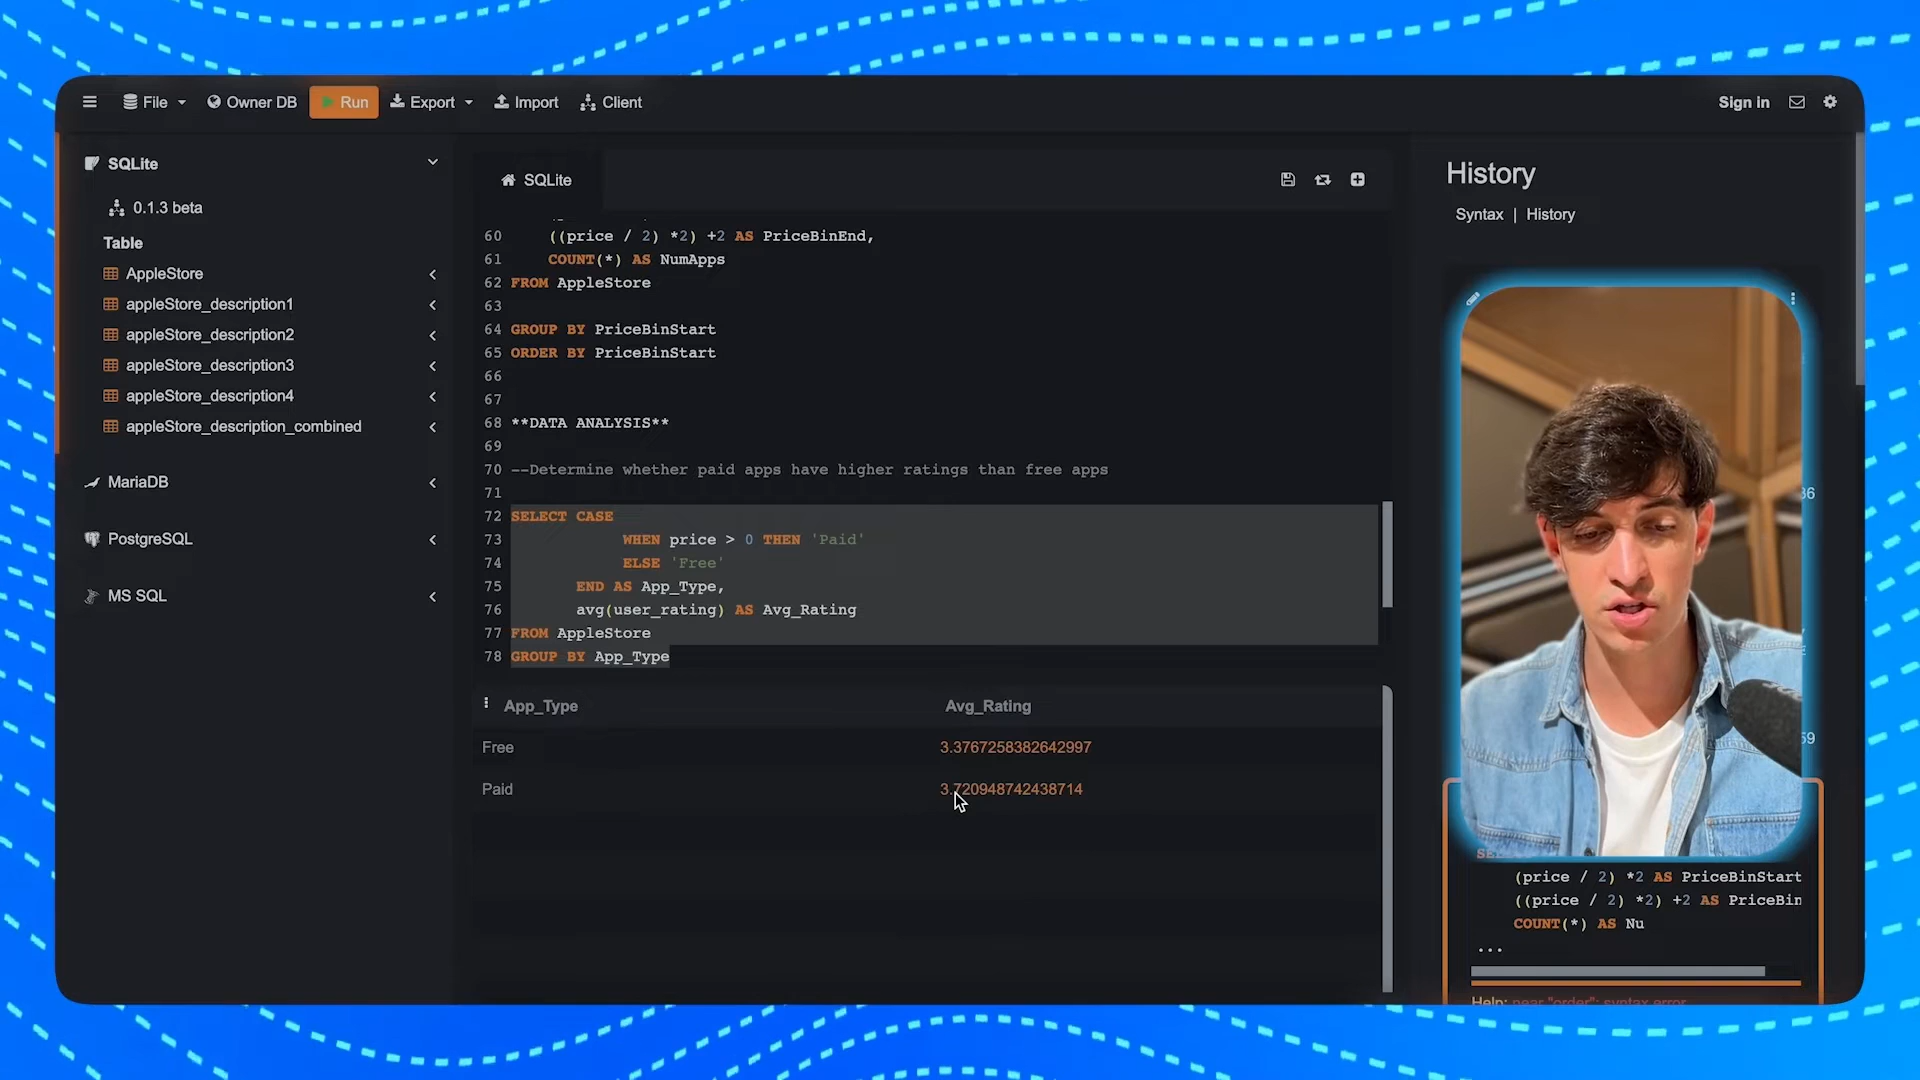 File
Owner DB
Run
Export
Import
Client
Sign in
SQLite
0.1.3 beta
Table
AppleStore
appleStore_description1
appleStore_description2
appleStore_description3
appleStore_description4
appleStore_description_combined
MariaDB
PostgreSQL
MS SQL
SQLite
60 ((price / 2) *2) +2 AS PriceBinEnd,
61 COUNT(*) AS NumApps
62 FROM AppleStore
63
64 GROUP BY PriceBinStart
65 ORDER BY PriceBinStart
66
67
68 **DATA ANALYSIS**
69
70 --Determine whether paid apps have higher ratings than free apps
71
72 SELECT CASE
73 WHEN price > 0 THEN 'Paid'
74 ELSE 'Free'
75 END AS App_Type,
76 avg(user_rating) AS Avg_Rating
77 FROM AppleStore
78 GROUP BY App_Type
App_Type Avg_Rating
Free 3.3767258382642997
Paid 3.720948742438714
History
Syntax | History
(price / 2) *2 AS PriceBinStart
((price / 2) *2) +2 AS PriceBin
COUNT(*) AS Nu
...
Help: near "order": syntax error